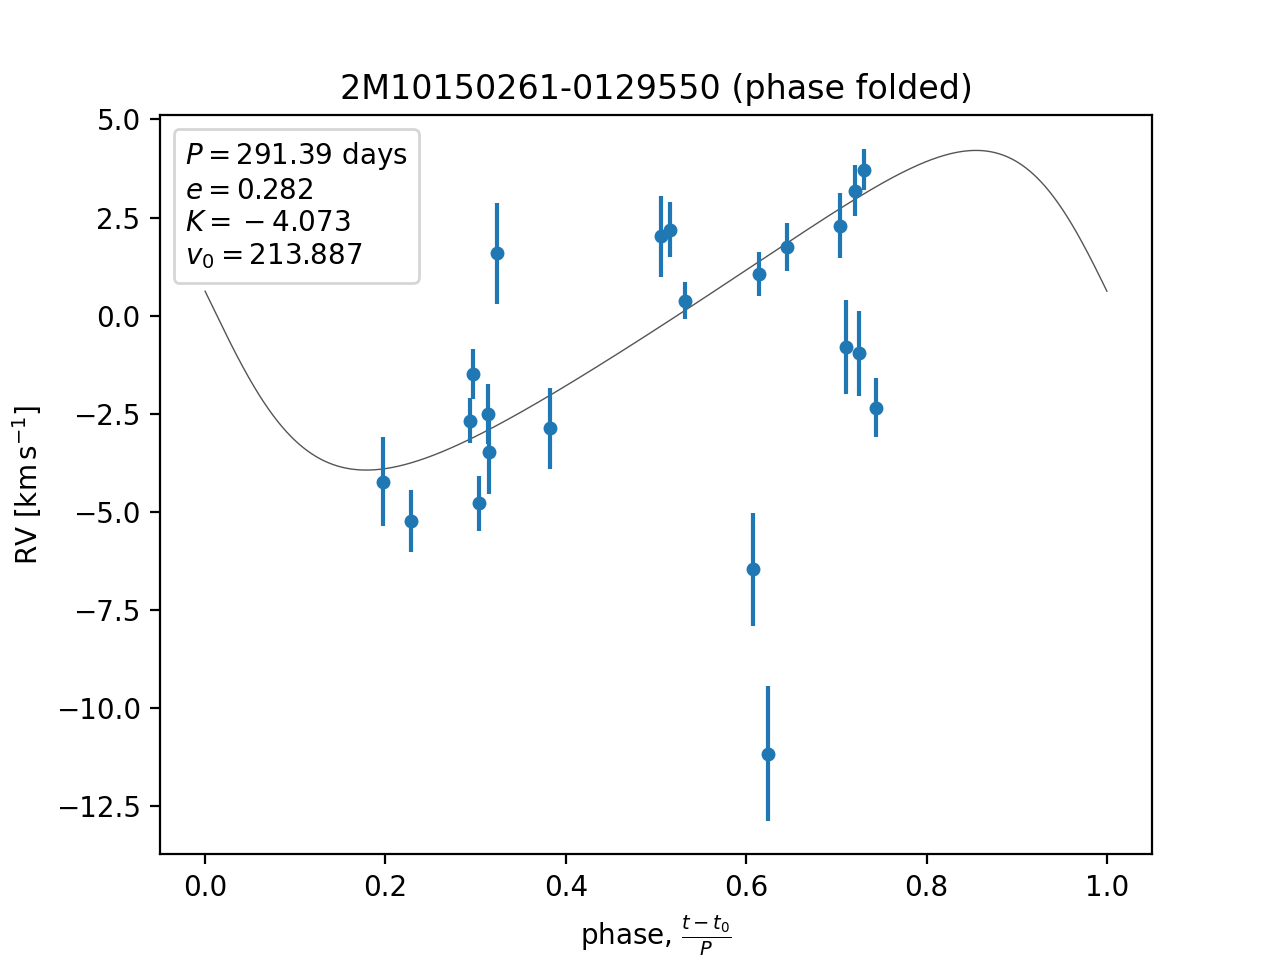 2M10150261-0129550 (phase folded)
P = 291.39 days
e = 0.282
K = −4.073
v₀ = 213.887
5.0
2.5
0.0
−2.5
−5.0
−7.5
−10.0
−12.5
RV [km s⁻¹]
0.0 0.2 0.4 0.6 0.8 1.0
phase, (t − t₀)/P